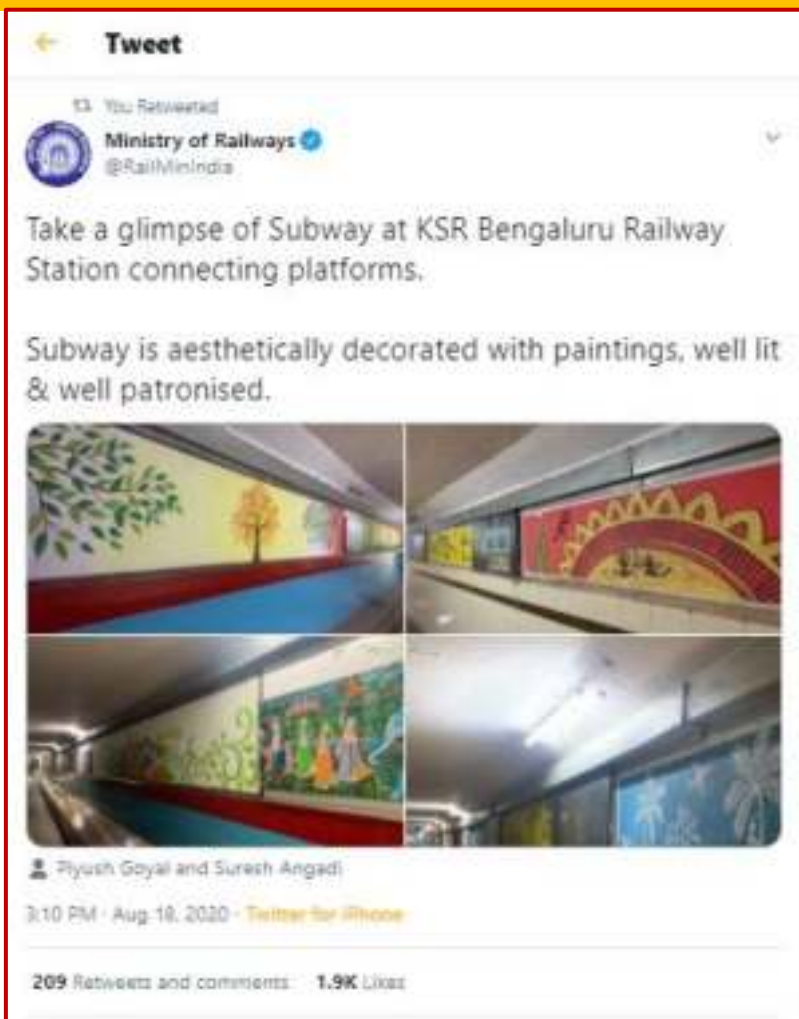 Tweet
You Retweeted
Ministry of Railways
@RailMinIndia
Take a glimpse of Subway at KSR Bengaluru Railway
Station connecting platforms.
Subway is aesthetically decorated with paintings, well lit
& well patronised.
Piyush Goyal and Suresh Angadi
3:10 PM · Aug 18, 2020 · Twitter for iPhone
209 Retweets and comments 1.9K Likes